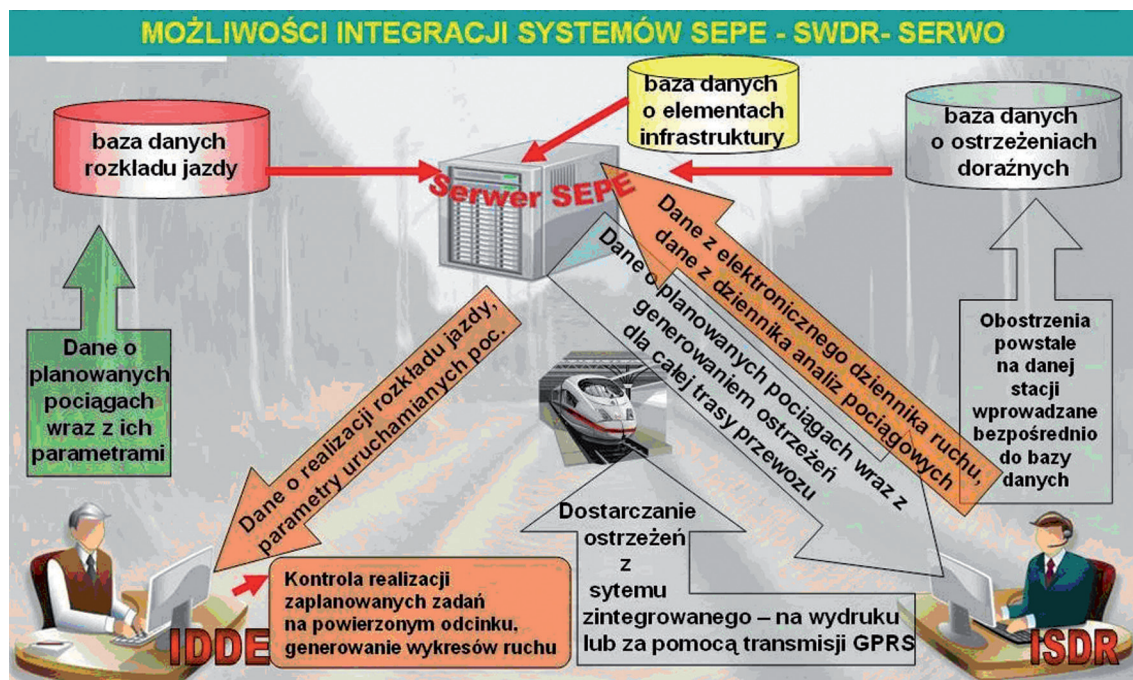 MOŻLIWOŚCI INTEGRACJI SYSTEMÓW SEPE - SWDR- SERWO
baza danych
rozkładu jazdy
baza danych
o elementach
infrastruktury
baza danych
o ostrzeżeniach
doraźnych
Serwer SEPE
Dane o
planowanych
pociągach
wraz z ich
parametrami
Dane o realizacji rozkładu jazdy,
parametry uruchamianych poc.
Dane z elektronicznego dziennika ruchu,
dane z dziennika analiz pociągowych
Dane o planowanych pociągach wraz z
generowaniem ostrzeżeń
dla całej trasy przewozu
Obostrzenia
powstałe
na danej
stacji
wprowadzane
bezpośrednio
do bazy
danych
Dostarczanie
ostrzeżeń
z
sytemu
zintegrowanego – na wydruku
lub za pomocą transmisji GPRS
Kontrola realizacji
zaplanowanych zadań
na powierzonym odcinku,
generowanie wykresów ruchu
IDDE
ISDR